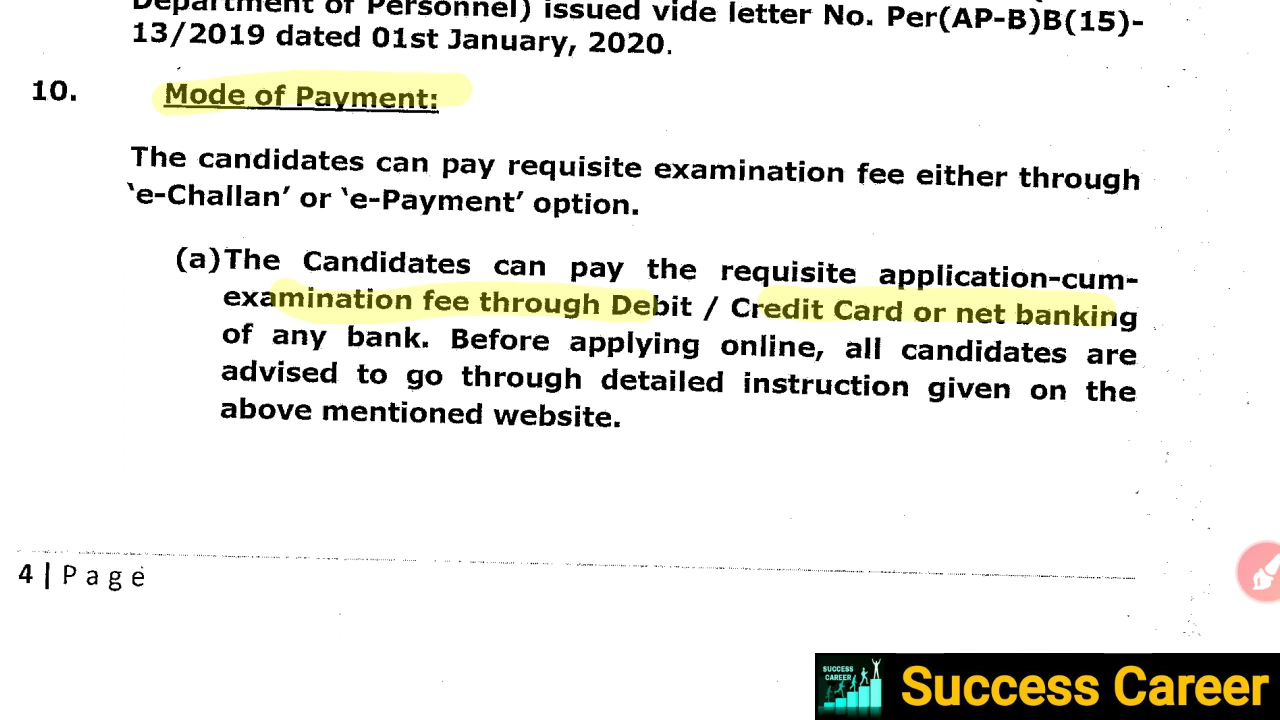 Department of Personnel) issued vide letter No. Per(AP-B)B(15)-
13/2019 dated 01st January, 2020.
10. Mode of Payment:
The candidates can pay requisite examination fee either through
‘e-Challan’ or ‘e-Payment’ option.
(a) The Candidates can pay the requisite application-cum-
examination fee through Debit / Credit Card or net banking
of any bank. Before applying online, all candidates are
advised to go through detailed instruction given on the
above mentioned website.
4 | P a g e
SUCCESS
CAREER
Success Career